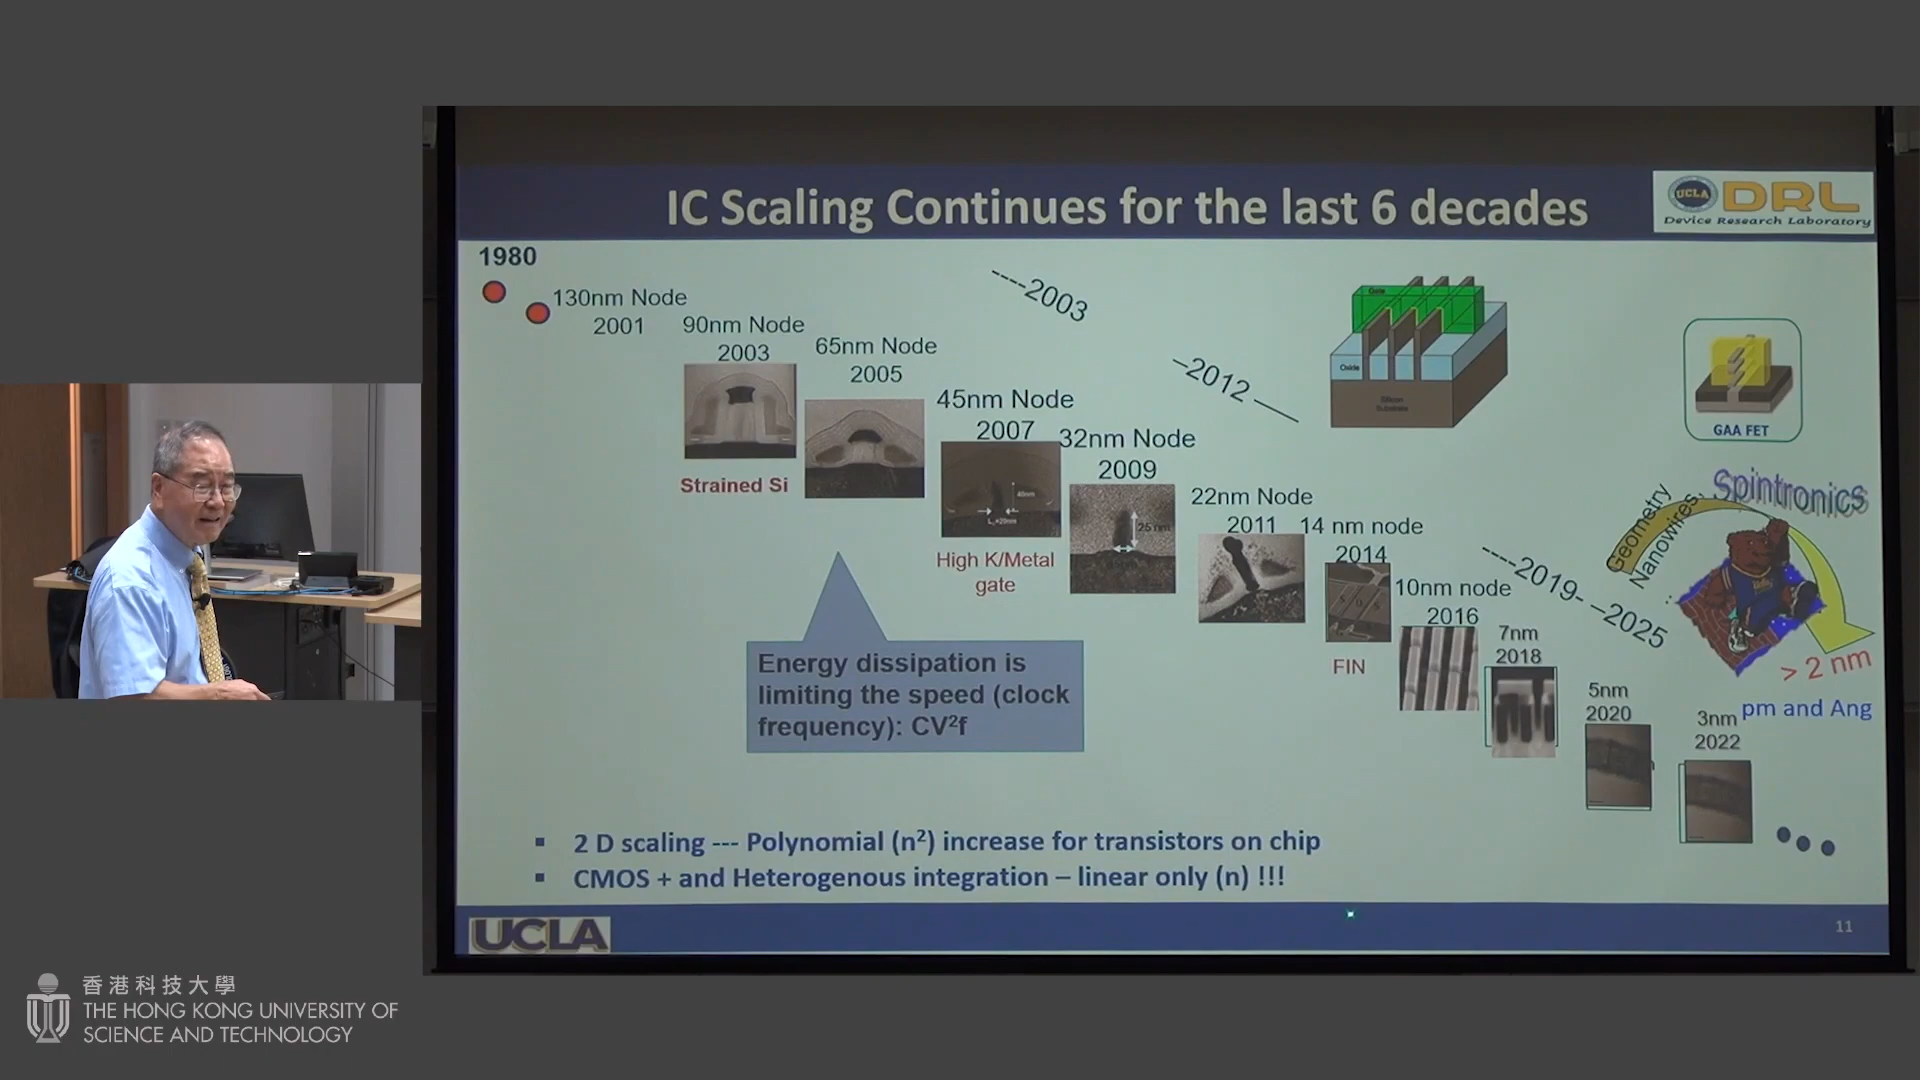 IC Scaling Continues for the last 6 decades
UCLA
DRL
Device Research Laboratory
1980
130nm Node
2001
90nm Node
2003
65nm Node
2005
45nm Node
2007
32nm Node
2009
22nm Node
2011
14 nm node
2014
10nm node
2016
7nm
2018
5nm
2020
3nm
2022
----2003
–2012 —
---2019- –2025
Strained Si
High K/Metal
gate
25 nm
FIN
Oxide
GAA FET
Spintronics
Geometry
Nanowires,
> 2 nm
pm and Ang
Energy dissipation is
limiting the speed (clock
frequency): CV²f
▪ 2 D scaling --- Polynomial (n²) increase for transistors on chip
▪ CMOS + and Heterogenous integration – linear only (n) !!!
UCLA
11
香港科技大學
THE HONG KONG UNIVERSITY OF
SCIENCE AND TECHNOLOGY